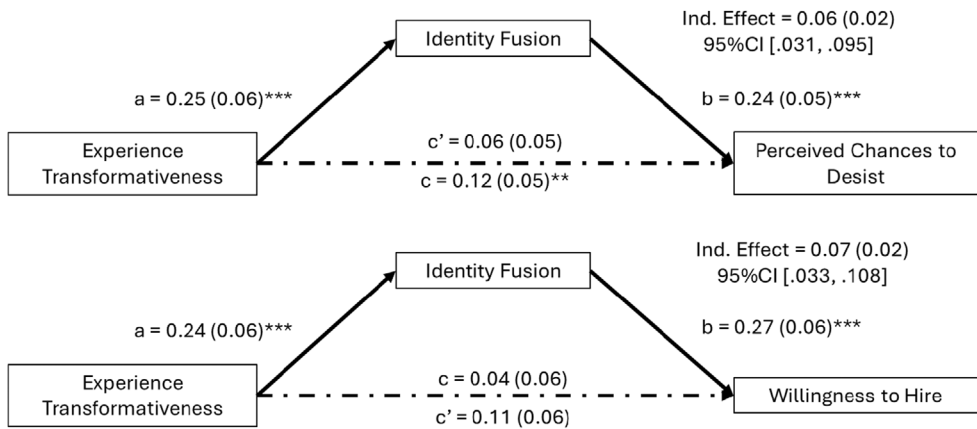 Ind. Effect = 0.06 (0.02)
95%CI [.031, .095]
Identity Fusion
a = 0.25 (0.06)***
b = 0.24 (0.05)***
Experience
Transformativeness
c’ = 0.06 (0.05)
c = 0.12 (0.05)**
Perceived Chances to
Desist
Ind. Effect = 0.07 (0.02)
95%CI [.033, .108]
Identity Fusion
a = 0.24 (0.06)***
b = 0.27 (0.06)***
Experience
Transformativeness
c = 0.04 (0.06)
c’ = 0.11 (0.06)
Willingness to Hire